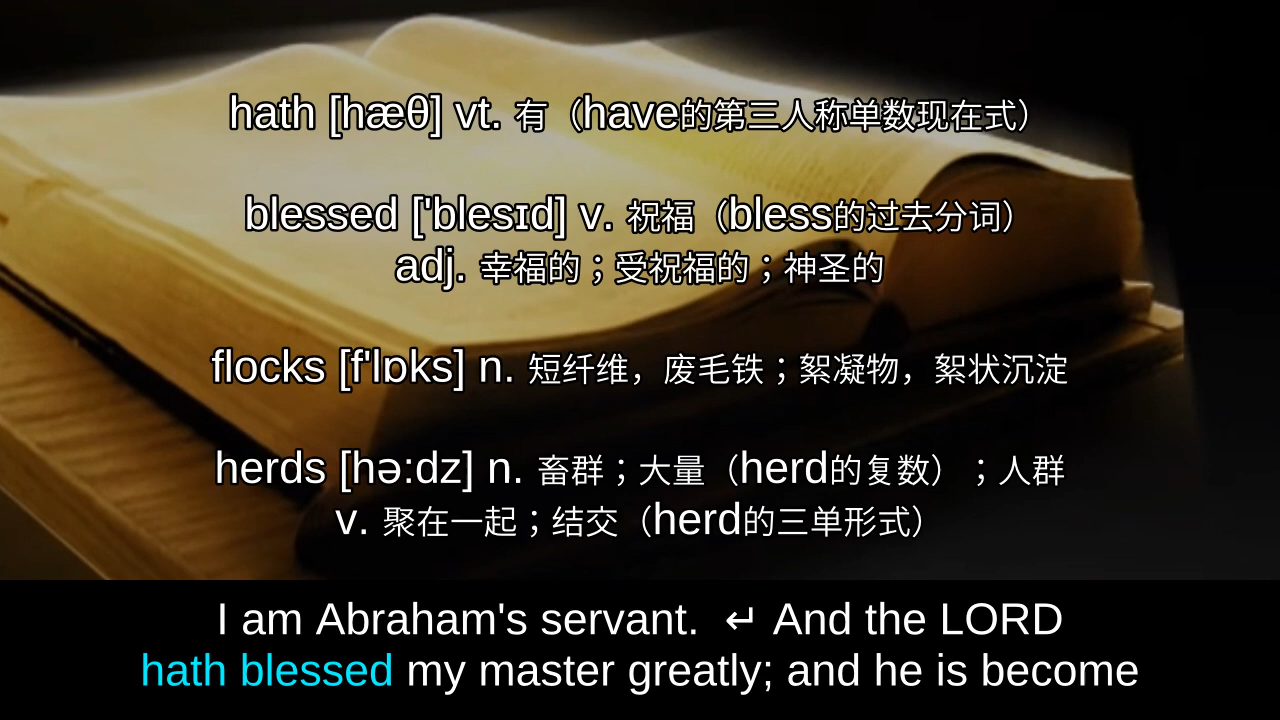 hath [hæθ] vt. 有（have的第三人称单数现在式）
blessed ['blesɪd] v. 祝福（bless的过去分词）
adj. 幸福的；受祝福的；神圣的
flocks [f'lɒks] n. 短纤维，废毛铁；絮凝物，絮状沉淀
herds [hə:dz] n. 畜群；大量（herd的复数）；人群
v. 聚在一起；结交（herd的三单形式）
I am Abraham's servant. ↵ And the LORD
hath blessed my master greatly; and he is become